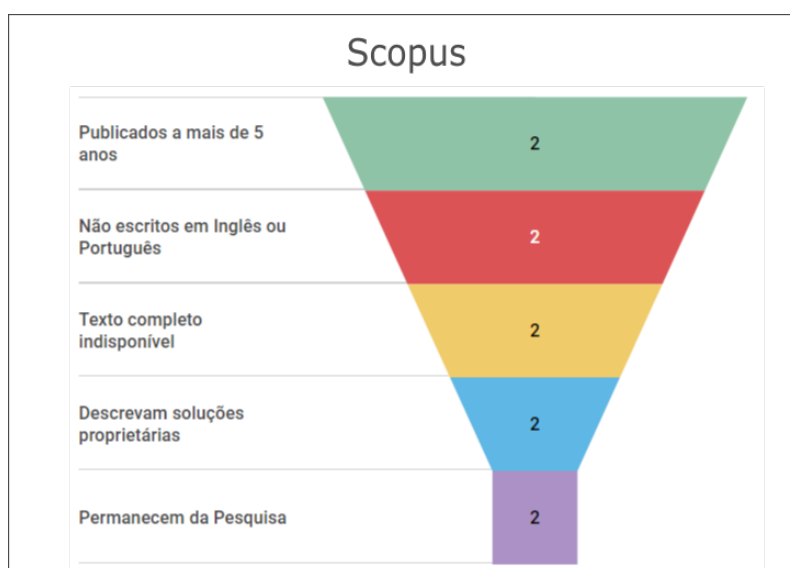 Scopus
Publicados a mais de 5
anos
2
Não escritos em Inglês ou
Português
2
Texto completo
indisponível
2
Descrevam soluções
proprietárias
2
Permanecem da Pesquisa
2